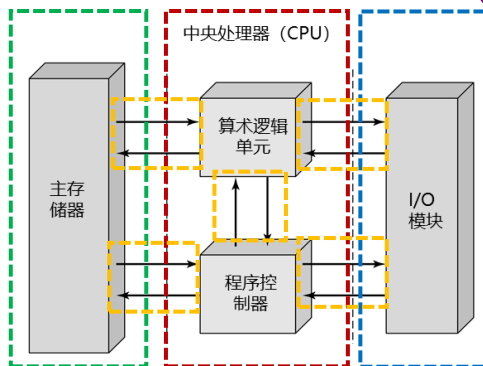 中央处理器（CPU）
算术逻辑
单元
主存
储器
I/O
模块
程序控
制器